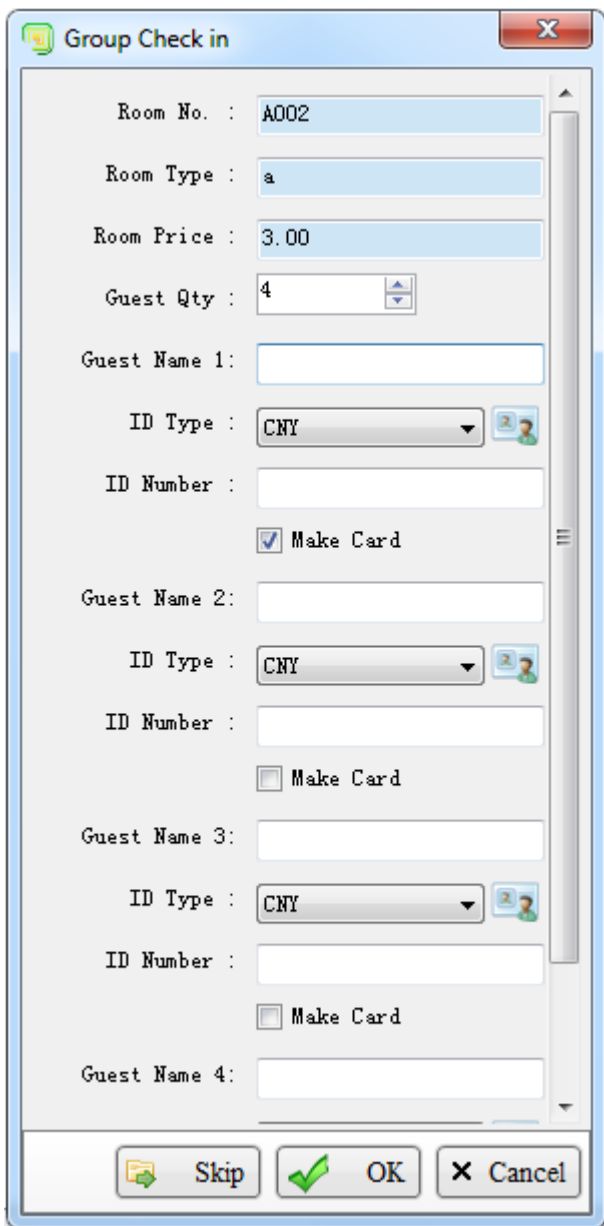 Group Check in
Room No. : A002
Room Type : a
Room Price : 3.00
Guest Qty : 4
Guest Name 1:
ID Type : CNY
ID Number :
Make Card
Guest Name 2:
ID Type : CNY
ID Number :
Make Card
Guest Name 3:
ID Type : CNY
ID Number :
Make Card
Guest Name 4:
Skip OK Cancel